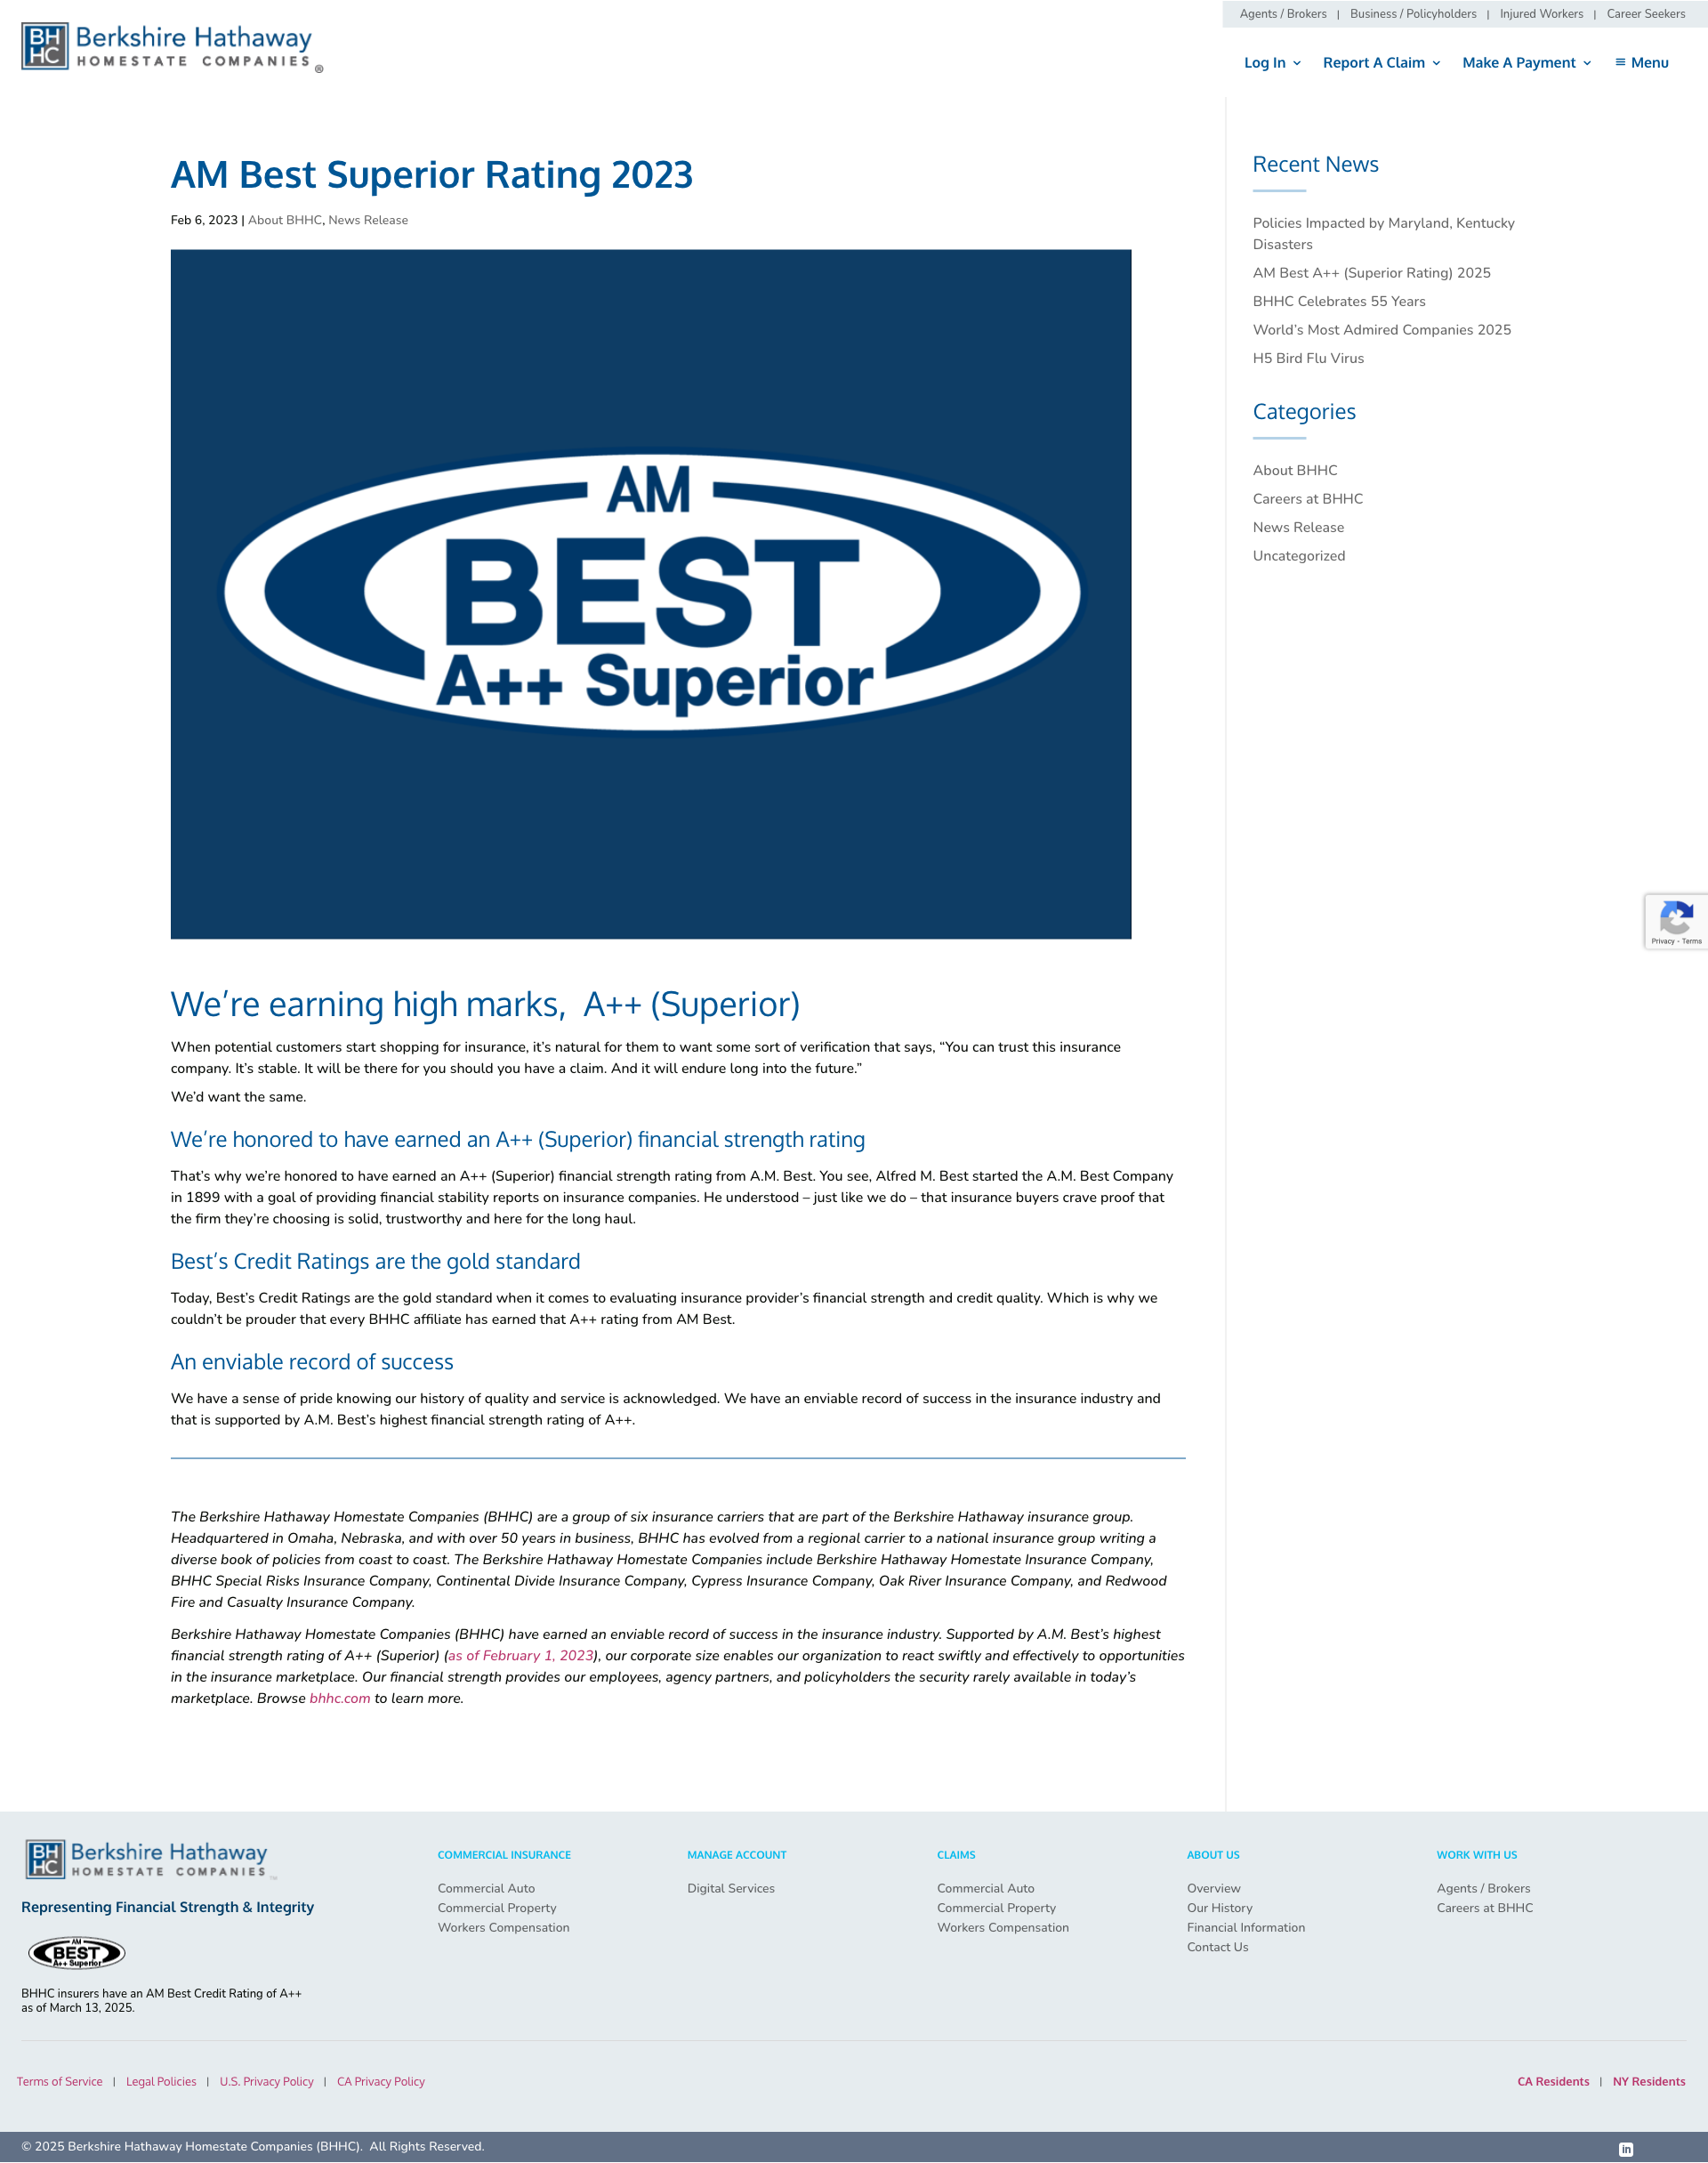 Agents / Brokers | Business / Policyholders | Injured Workers | Career Seekers
BH
HC
Berkshire Hathaway
HOMESTATE COMPANIES ®
Log In Report A Claim Make A Payment ≡ Menu
AM Best Superior Rating 2023
Feb 6, 2023 | About BHHC, News Release
AM
BEST
A++ Superior
We’re earning high marks,  A++ (Superior)
When potential customers start shopping for insurance, it’s natural for them to want some sort of verification that says, “You can trust this insurance
company. It’s stable. It will be there for you should you have a claim. And it will endure long into the future.”
We’d want the same.
We’re honored to have earned an A++ (Superior) financial strength rating
That’s why we’re honored to have earned an A++ (Superior) financial strength rating from A.M. Best. You see, Alfred M. Best started the A.M. Best Company
in 1899 with a goal of providing financial stability reports on insurance companies. He understood – just like we do – that insurance buyers crave proof that
the firm they’re choosing is solid, trustworthy and here for the long haul.
Best’s Credit Ratings are the gold standard
Today, Best’s Credit Ratings are the gold standard when it comes to evaluating insurance provider’s financial strength and credit quality. Which is why we
couldn’t be prouder that every BHHC affiliate has earned that A++ rating from AM Best.
An enviable record of success
We have a sense of pride knowing our history of quality and service is acknowledged. We have an enviable record of success in the insurance industry and
that is supported by A.M. Best’s highest financial strength rating of A++.
The Berkshire Hathaway Homestate Companies (BHHC) are a group of six insurance carriers that are part of the Berkshire Hathaway insurance group.
Headquartered in Omaha, Nebraska, and with over 50 years in business, BHHC has evolved from a regional carrier to a national insurance group writing a
diverse book of policies from coast to coast. The Berkshire Hathaway Homestate Companies include Berkshire Hathaway Homestate Insurance Company,
BHHC Special Risks Insurance Company, Continental Divide Insurance Company, Cypress Insurance Company, Oak River Insurance Company, and Redwood
Fire and Casualty Insurance Company.
Berkshire Hathaway Homestate Companies (BHHC) have earned an enviable record of success in the insurance industry. Supported by A.M. Best’s highest
financial strength rating of A++ (Superior) (as of February 1, 2023), our corporate size enables our organization to react swiftly and effectively to opportunities
in the insurance marketplace. Our financial strength provides our employees, agency partners, and policyholders the security rarely available in today’s
marketplace. Browse bhhc.com to learn more.
Recent News
Policies Impacted by Maryland, Kentucky
Disasters
AM Best A++ (Superior Rating) 2025
BHHC Celebrates 55 Years
World’s Most Admired Companies 2025
H5 Bird Flu Virus
Categories
About BHHC
Careers at BHHC
News Release
Uncategorized
Privacy - Terms
BH
HC
Berkshire Hathaway
HOMESTATE COMPANIES TM
Representing Financial Strength & Integrity
AM
BEST
A++ Superior
BHHC insurers have an AM Best Credit Rating of A++
as of March 13, 2025.
COMMERCIAL INSURANCE
Commercial Auto
Commercial Property
Workers Compensation
MANAGE ACCOUNT
Digital Services
CLAIMS
Commercial Auto
Commercial Property
Workers Compensation
ABOUT US
Overview
Our History
Financial Information
Contact Us
WORK WITH US
Agents / Brokers
Careers at BHHC
Terms of Service | Legal Policies | U.S. Privacy Policy | CA Privacy Policy
CA Residents | NY Residents
© 2025 Berkshire Hathaway Homestate Companies (BHHC).  All Rights Reserved.
in